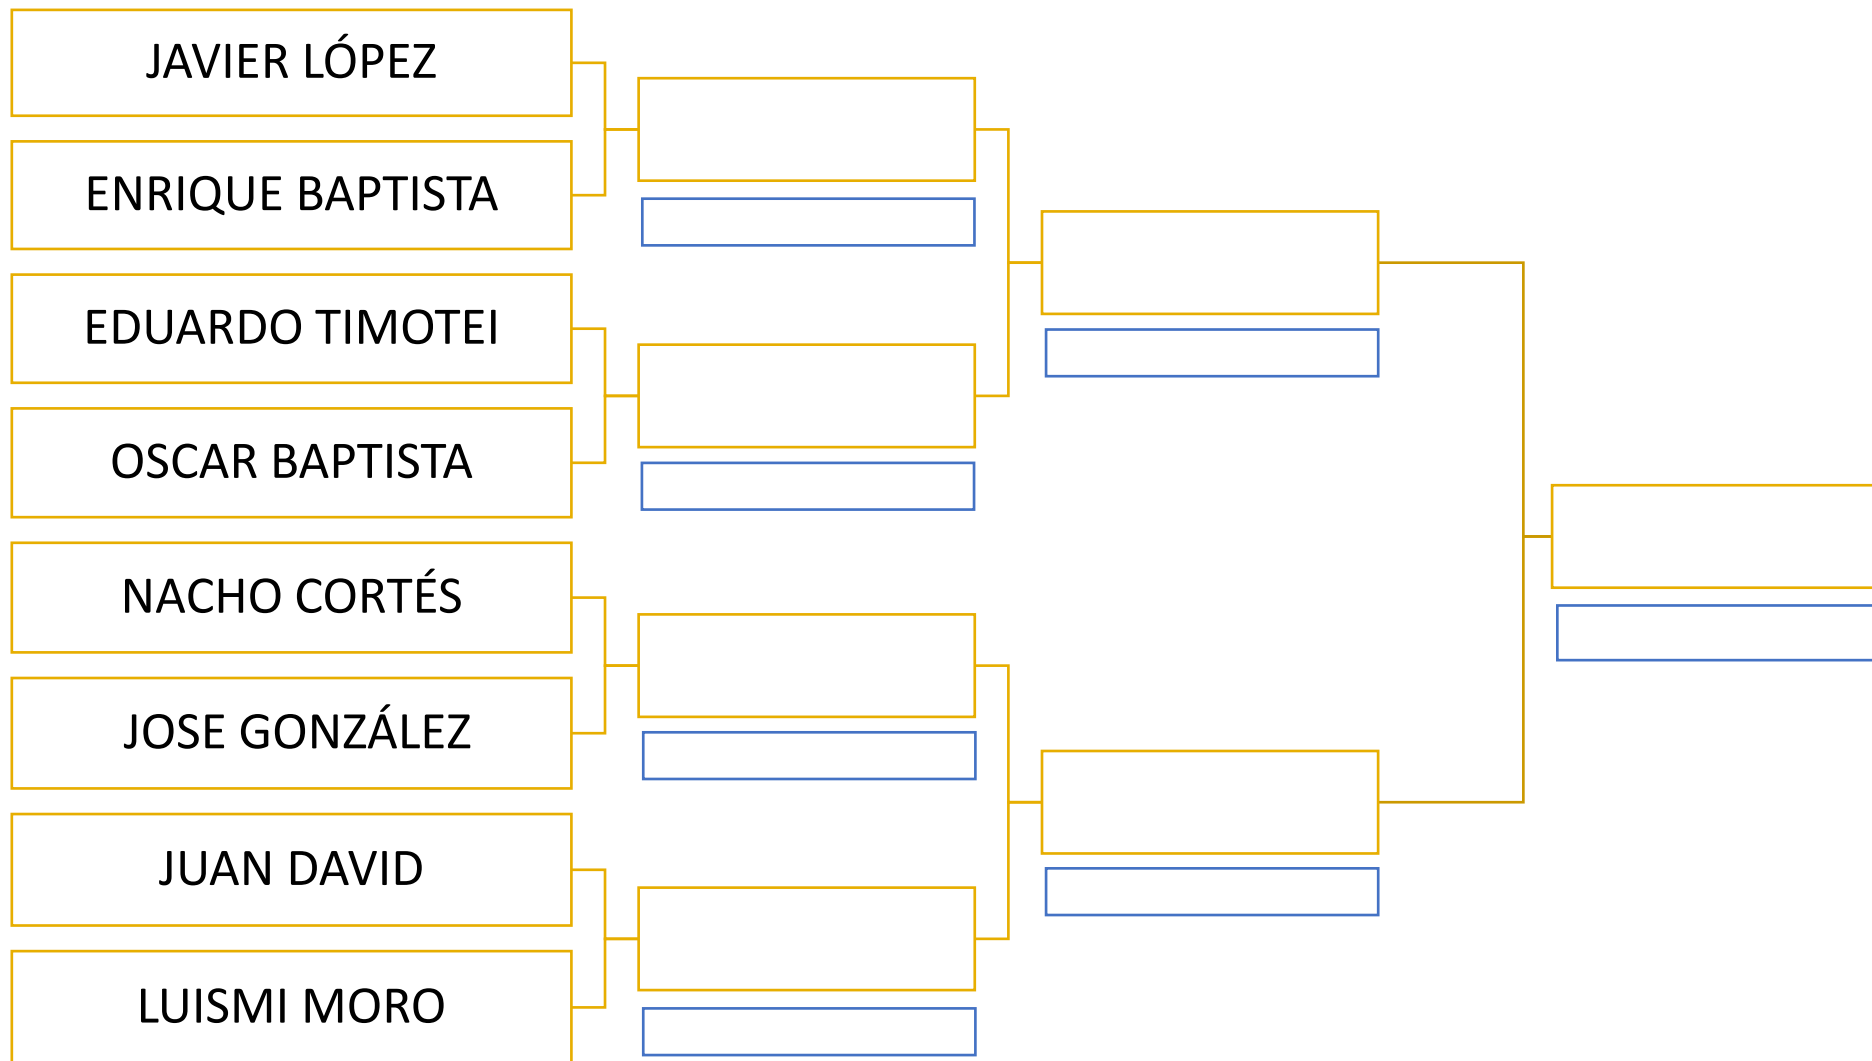 JAVIER LÓPEZ
ENRIQUE BAPTISTA
EDUARDO TIMOTEI
OSCAR BAPTISTA
NACHO CORTÉS
JOSE GONZÁLEZ
JUAN DAVID
LUISMI MORO